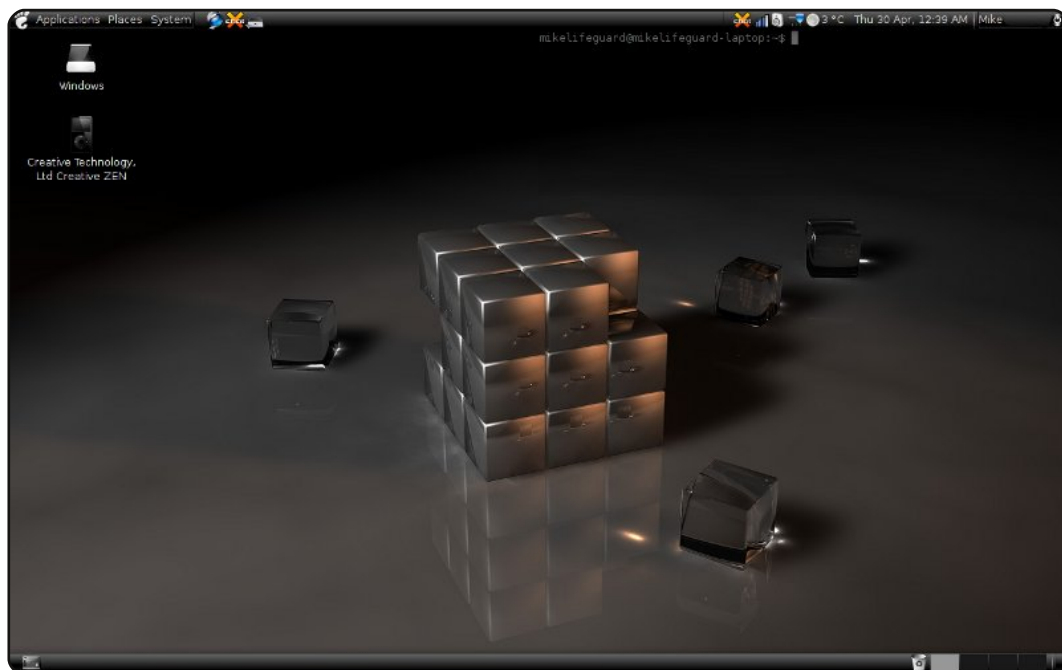 Applications Places System
3 °C Thu 30 Apr, 12:39 AM Mike
mikelifeguard@mikelifeguard-laptop:~$
Windows
Creative Technology,
Ltd Creative ZEN